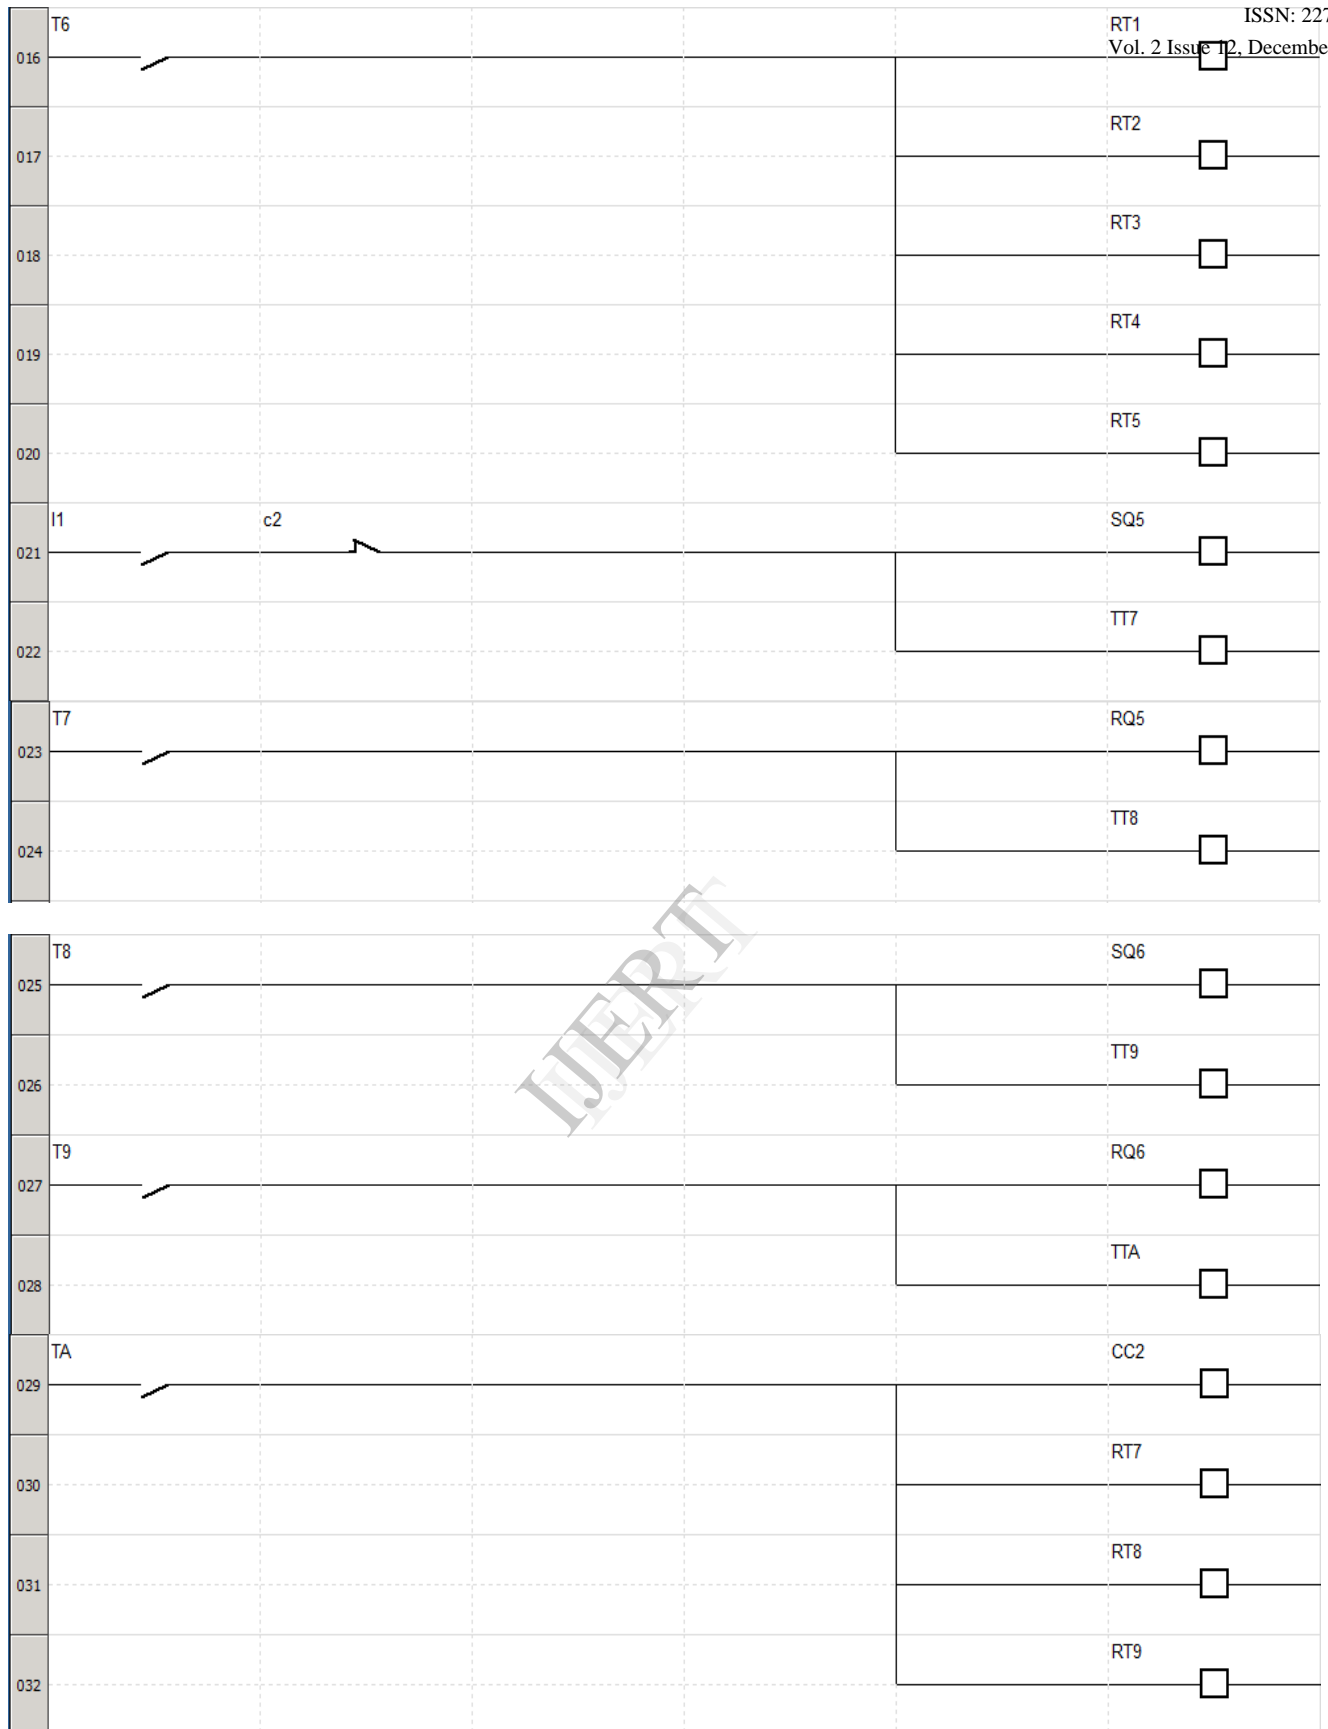 ISSN: 227
Vol. 2 Issue 12, Decembe
T6 RT1
016
RT2
017
RT3
018
RT4
019
RT5
020
I1 c2 SQ5
021
TT7
022
T7 RQ5
023
TT8
024
T8 SQ6
025
TT9
026
T9 RQ6
027
TTA
028
TA CC2
029
RT7
030
RT8
031
RT9
032
IJERT